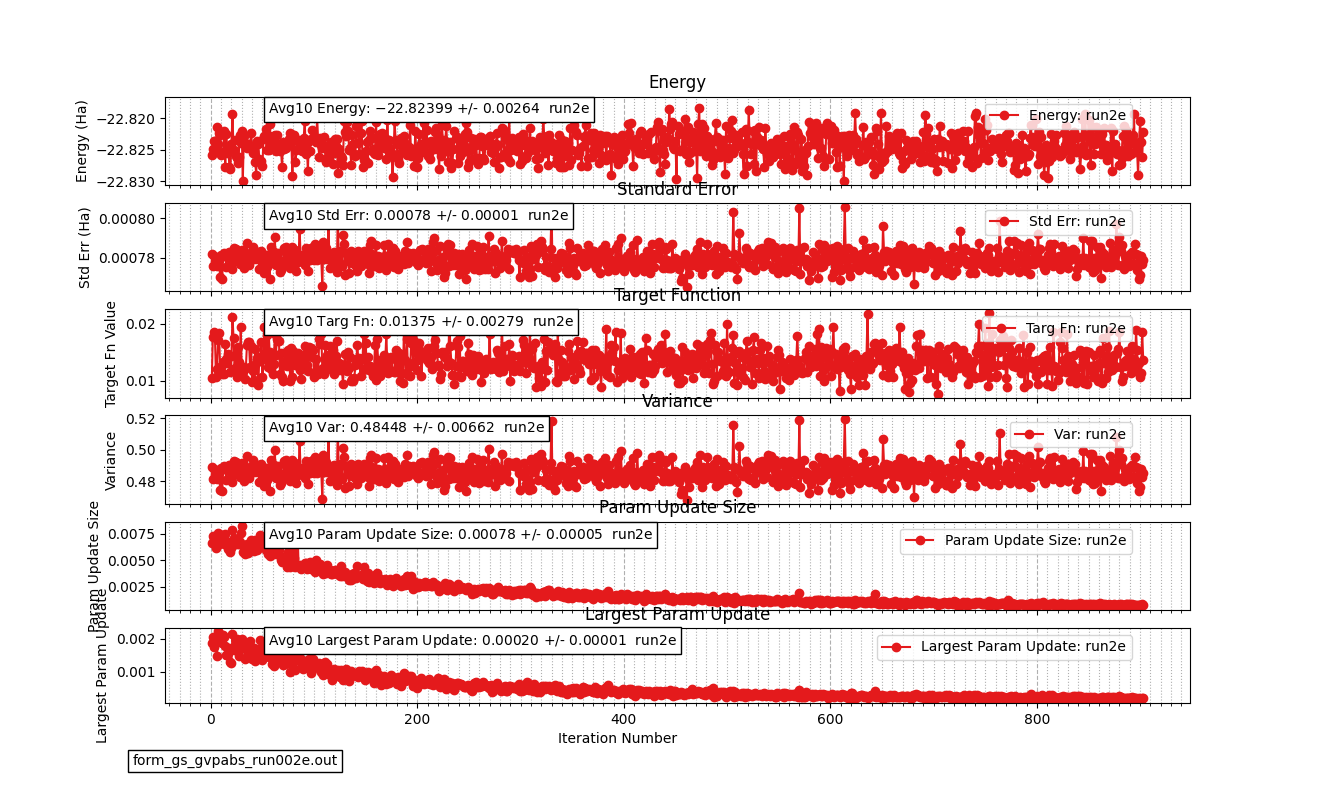 Energy
Energy (Ha)
−22.820
−22.825
−22.830
Avg10 Energy: −22.82399 +/- 0.00264  run2e
Energy: run2e
Standard Error
Std Err (Ha)
0.00080
0.00078
Avg10 Std Err: 0.00078 +/- 0.00001  run2e
Std Err: run2e
Target Function
Target Fn Value
0.02
0.01
Avg10 Targ Fn: 0.01375 +/- 0.00279  run2e
Targ Fn: run2e
Variance
Variance
0.52
0.50
0.48
Avg10 Var: 0.48448 +/- 0.00662  run2e
Var: run2e
Param Update Size
Param Update Size
0.0075
0.0050
0.0025
Avg10 Param Update Size: 0.00078 +/- 0.00005  run2e
Param Update Size: run2e
Largest Param Update
Largest Param Update
0.002
0.001
Avg10 Largest Param Update: 0.00020 +/- 0.00001  run2e
Largest Param Update: run2e
0 200 400 600 800
Iteration Number
form_gs_gvpabs_run002e.out